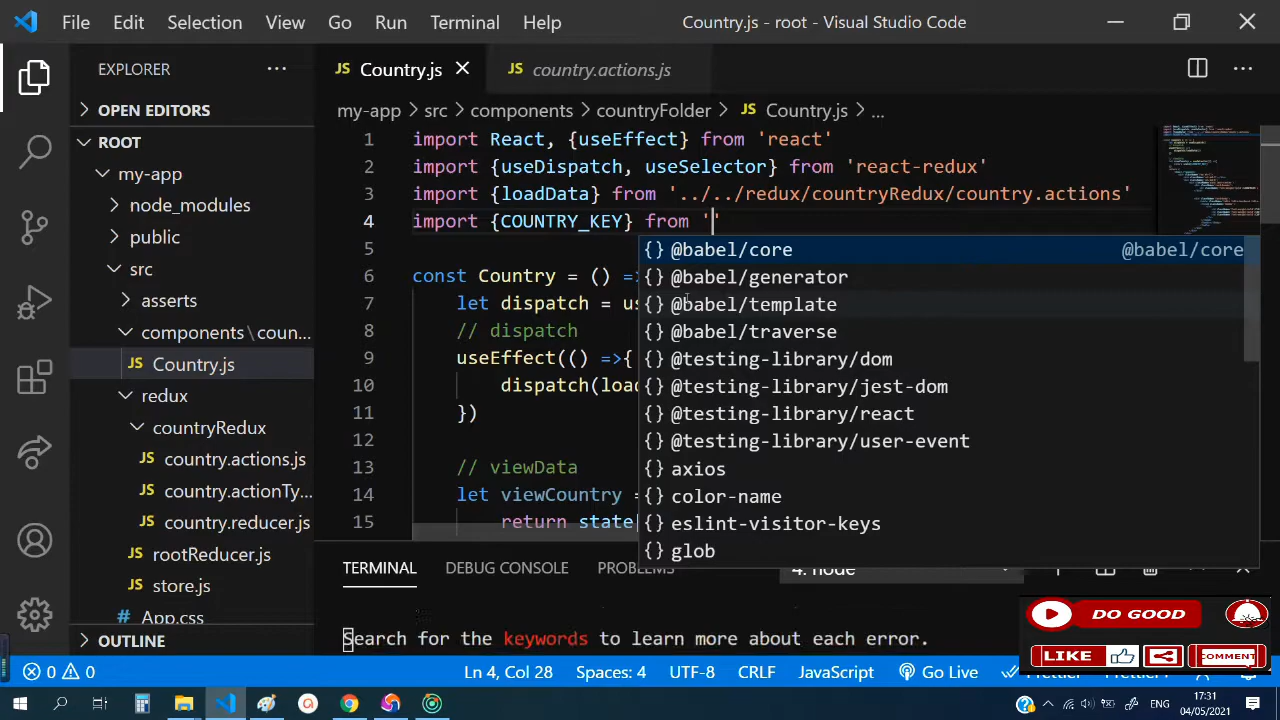 File Edit Selection View Go Run Terminal Help Country.js - root - Visual Studio Code
EXPLORER
OPEN EDITORS
ROOT
my-app
node_modules
public
src
asserts
components\coun...
Country.js
redux
countryRedux
country.actions.js
country.actionTy...
country.reducer.js
rootReducer.js
store.js
App.css
OUTLINE
Country.js country.actions.js
my-app > src > components > countryFolder > Country.js > ...
1 import React, {useEffect} from 'react'
2 import {useDispatch, useSelector} from 'react-redux'
3 import {loadData} from '../../redux/countryRedux/country.actions'
4 import {COUNTRY_KEY} from ''
5
6 const Country = () =>
7 let dispatch = us
8 // dispatch
9 useEffect(() =>{
10 dispatch(load
11 })
12
13 // viewData
14 let viewCountry =
15 return state[
@babel/core @babel/core
@babel/generator
@babel/template
@babel/traverse
@testing-library/dom
@testing-library/jest-dom
@testing-library/react
@testing-library/user-event
axios
color-name
eslint-visitor-keys
glob
TERMINAL DEBUG CONSOLE PROBLEMS 4: node
Search for the keywords to learn more about each error.
DO GOOD
LIKE COMMENT
0 0 Ln 4, Col 28 Spaces: 4 UTF-8 CRLF JavaScript Go Live Prettier
ENG 17:31
04/05/2021